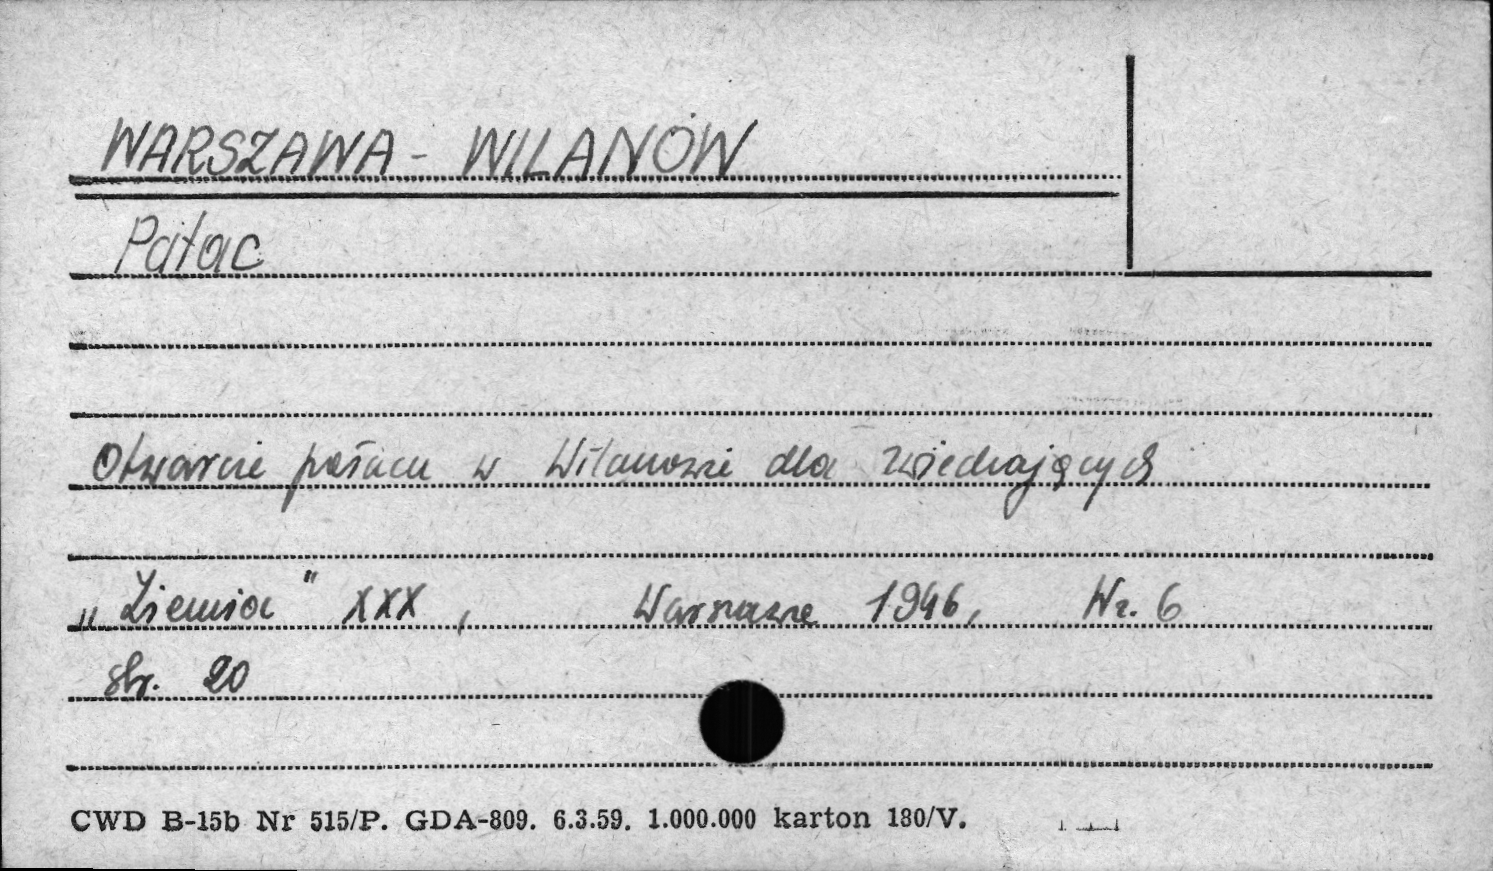 WARSZAWA - WILANÓW
Pałac
Otwarcie pałacu w Wilanowie dla zwiedzających
„Ziemia" XXX, Warszawa 1946, Nr. 6
str. 20
CWD B-15b Nr 515/P. GDA-809. 6.3.59. 1.000.000 karton 180/V.